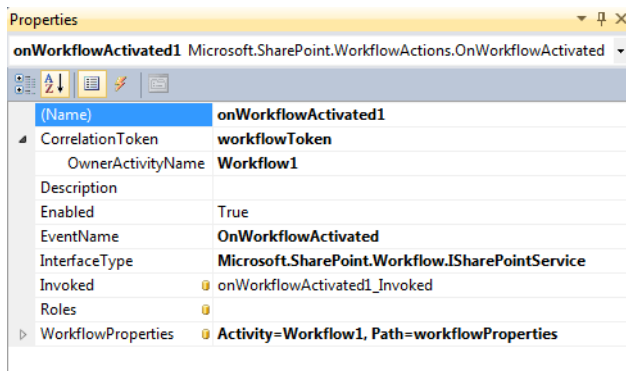 Properties
onWorkflowActivated1 Microsoft.SharePoint.WorkflowActions.OnWorkflowActivated
(Name) onWorkflowActivated1
CorrelationToken workflowToken
OwnerActivityName Workflow1
Description
Enabled True
EventName OnWorkflowActivated
InterfaceType Microsoft.SharePoint.Workflow.ISharePointService
Invoked onWorkflowActivated1_Invoked
Roles
WorkflowProperties Activity=Workflow1, Path=workflowProperties